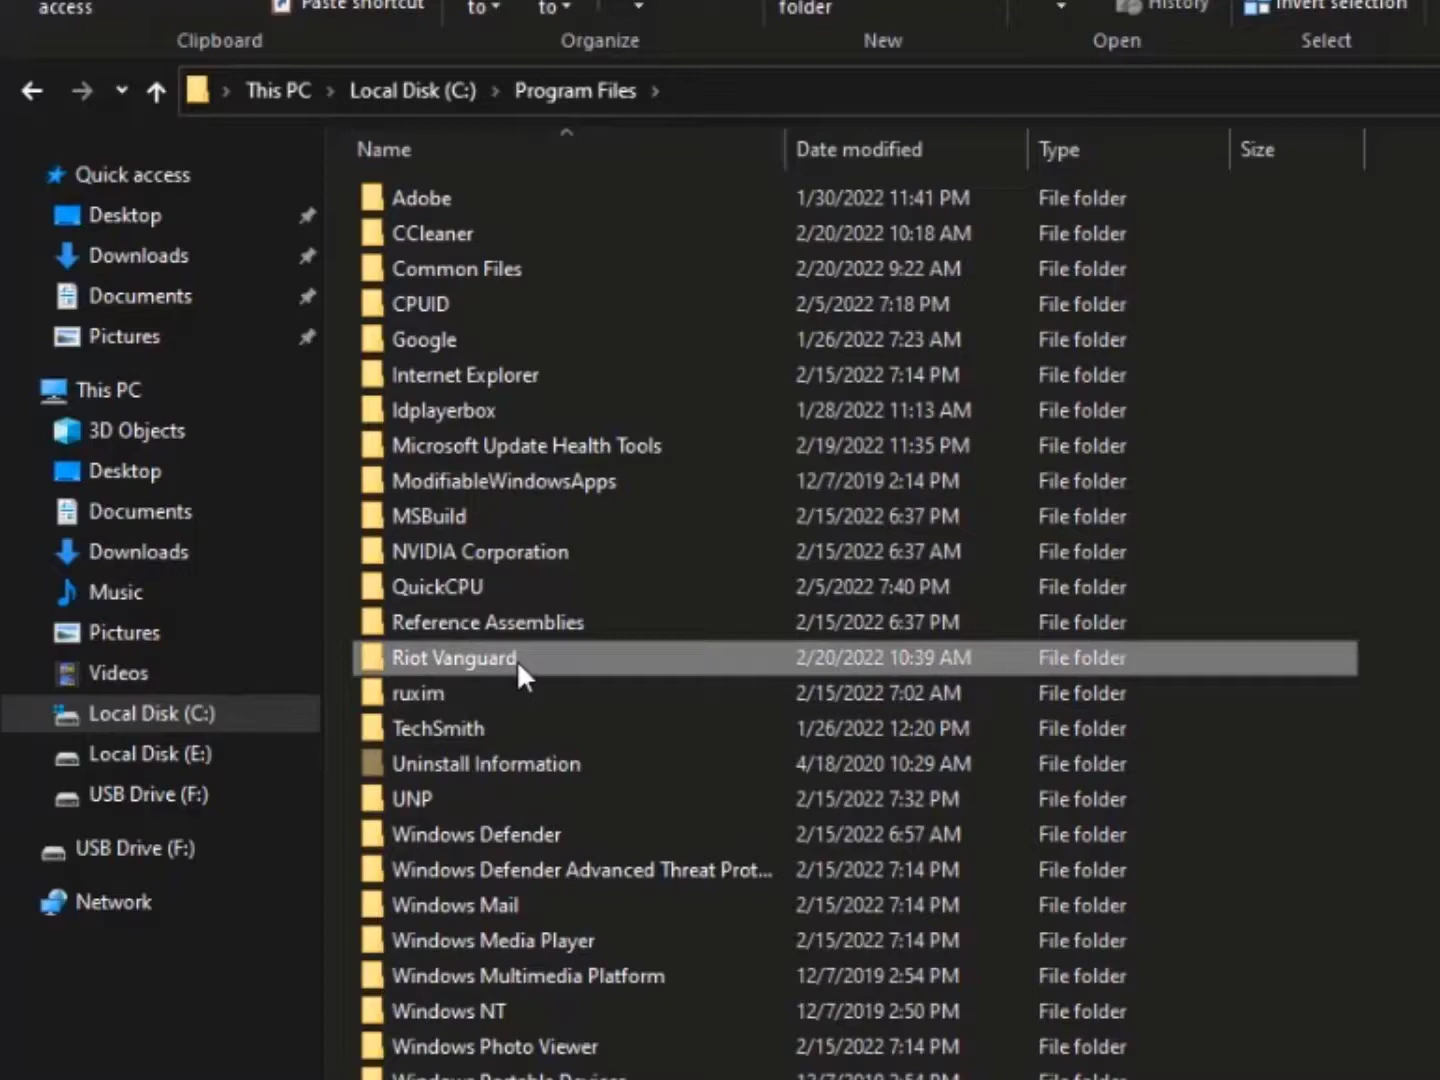 access
Paste shortcut
to
to
folder
History
Invert selection
Clipboard
Organize
New
Open
Select
This PC
Local Disk (C:)
Program Files
Name
Date modified
Type
Size
Quick access
Desktop
Downloads
Documents
Pictures
This PC
3D Objects
Desktop
Documents
Downloads
Music
Pictures
Videos
Local Disk (C:)
Local Disk (E:)
USB Drive (F:)
USB Drive (F:)
Network
Adobe 1/30/2022 11:41 PM File folder
CCleaner 2/20/2022 10:18 AM File folder
Common Files 2/20/2022 9:22 AM File folder
CPUID 2/5/2022 7:18 PM File folder
Google 1/26/2022 7:23 AM File folder
Internet Explorer 2/15/2022 7:14 PM File folder
ldplayerbox 1/28/2022 11:13 AM File folder
Microsoft Update Health Tools 2/19/2022 11:35 PM File folder
ModifiableWindowsApps 12/7/2019 2:14 PM File folder
MSBuild 2/15/2022 6:37 PM File folder
NVIDIA Corporation 2/15/2022 6:37 AM File folder
QuickCPU 2/5/2022 7:40 PM File folder
Reference Assemblies 2/15/2022 6:37 PM File folder
Riot Vanguard 2/20/2022 10:39 AM File folder
ruxim 2/15/2022 7:02 AM File folder
TechSmith 1/26/2022 12:20 PM File folder
Uninstall Information 4/18/2020 10:29 AM File folder
UNP 2/15/2022 7:32 PM File folder
Windows Defender 2/15/2022 6:57 AM File folder
Windows Defender Advanced Threat Prot... 2/15/2022 7:14 PM File folder
Windows Mail 2/15/2022 7:14 PM File folder
Windows Media Player 2/15/2022 7:14 PM File folder
Windows Multimedia Platform 12/7/2019 2:54 PM File folder
Windows NT 12/7/2019 2:50 PM File folder
Windows Photo Viewer 2/15/2022 7:14 PM File folder